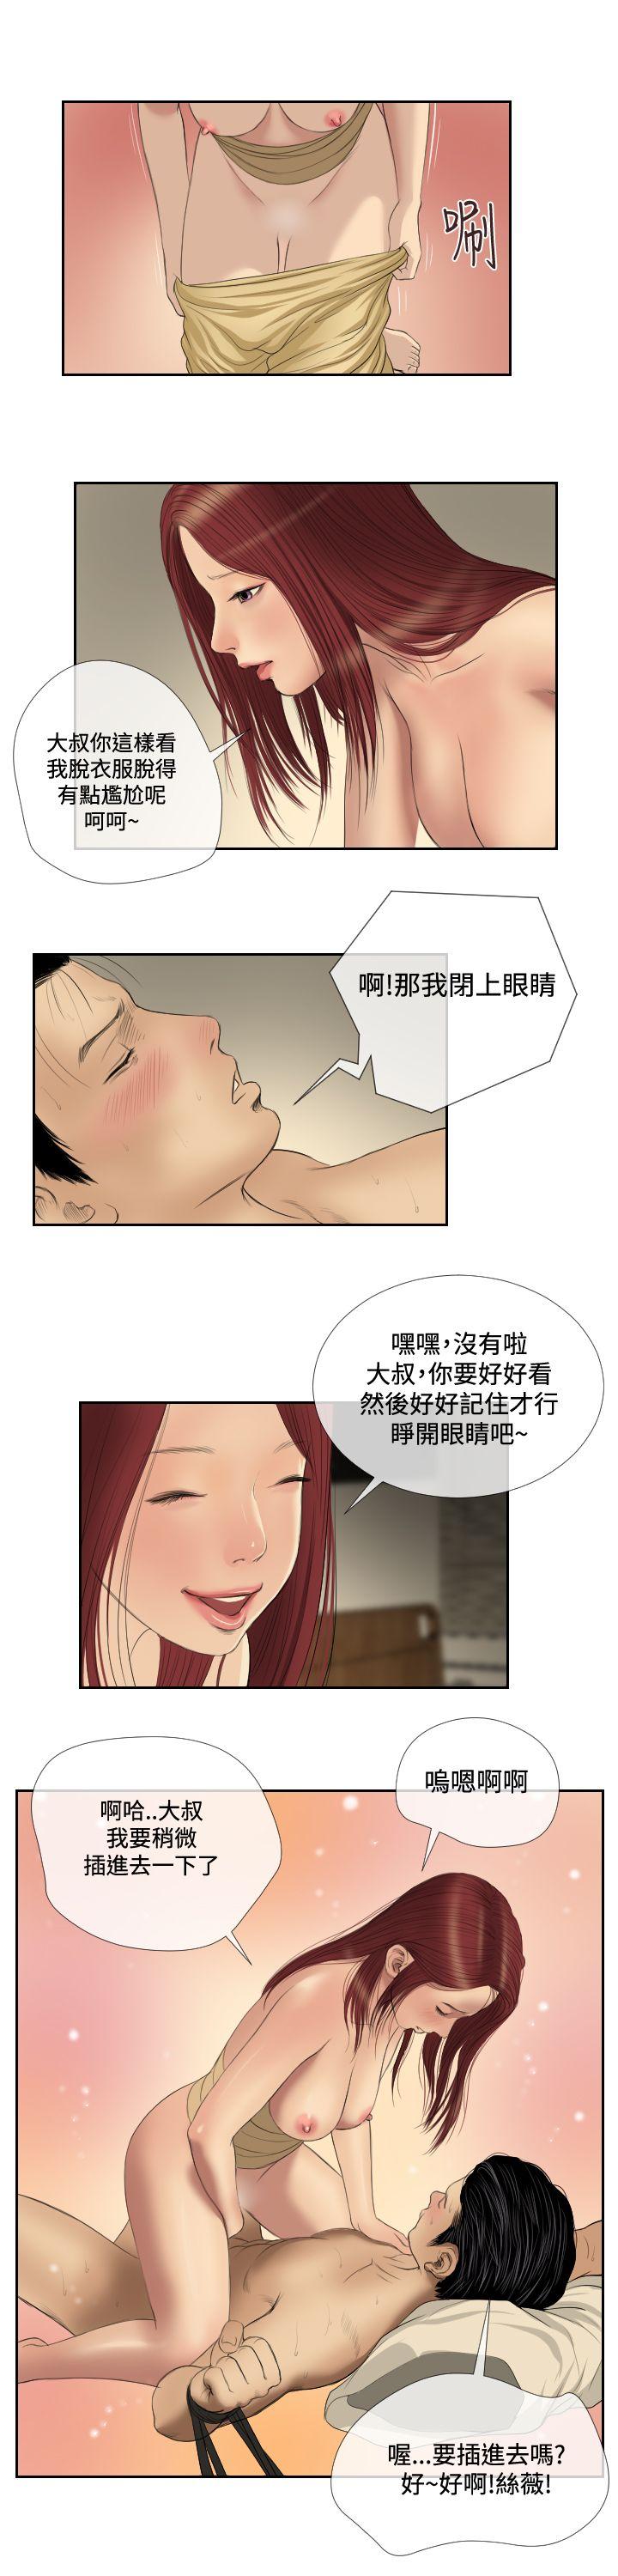 唰
大叔你這樣看
我脫衣服脫得
有點尷尬呢
呵呵~
啊!那我閉上眼睛
嘿嘿,沒有啦
大叔,你要好好看
然後好好記住才行
睜開眼睛吧~
嗚嗯啊啊
啊哈..大叔
我要稍微
插進去一下了
喔...要插進去嗎?
好~好啊!絲薇!